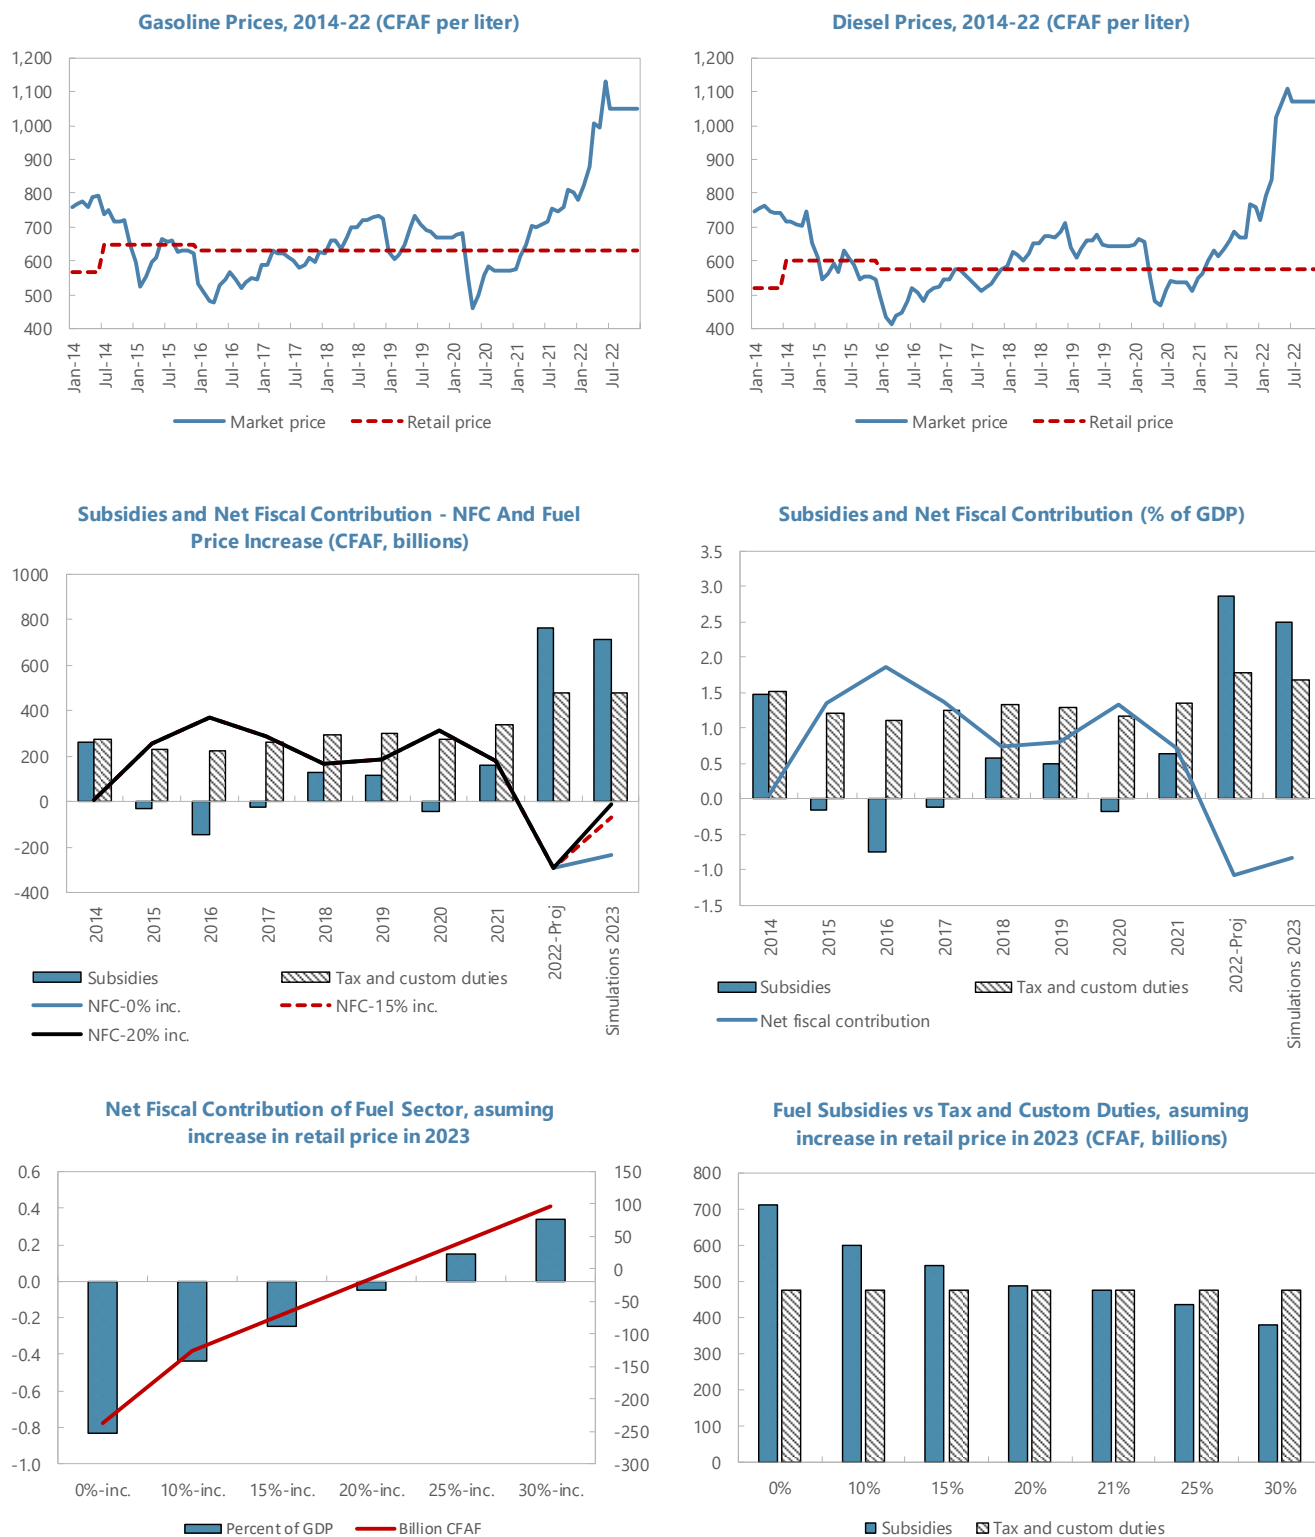 Gasoline Prices, 2014-22 (CFAF per liter)
1,200
1,100
1,000
900
800
700
600
500
400
Jan-14
Jul-14
Jan-15
Jul-15
Jan-16
Jul-16
Jan-17
Jul-17
Jan-18
Jul-18
Jan-19
Jul-19
Jan-20
Jul-20
Jan-21
Jul-21
Jan-22
Jul-22
Market price
Retail price
Diesel Prices, 2014-22 (CFAF per liter)
1,200
1,100
1,000
900
800
700
600
500
400
Jan-14
Jul-14
Jan-15
Jul-15
Jan-16
Jul-16
Jan-17
Jul-17
Jan-18
Jul-18
Jan-19
Jul-19
Jan-20
Jul-20
Jan-21
Jul-21
Jan-22
Jul-22
Market price
Retail price
Subsidies and Net Fiscal Contribution - NFC And Fuel
Price Increase (CFAF, billions)
1000
800
600
400
200
0
-200
-400
2014
2015
2016
2017
2018
2019
2020
2021
2022-Proj
Simulations 2023
Subsidies
Tax and custom duties
NFC-0% inc.
NFC-15% inc.
NFC-20% inc.
Subsidies and Net Fiscal Contribution (% of GDP)
3.5
3.0
2.5
2.0
1.5
1.0
0.5
0.0
-0.5
-1.0
-1.5
2014
2015
2016
2017
2018
2019
2020
2021
2022-Proj
Simulations 2023
Subsidies
Tax and custom duties
Net fiscal contribution
Net Fiscal Contribution of Fuel Sector, asuming
increase in retail price in 2023
0.6
0.4
0.2
0.0
-0.2
-0.4
-0.6
-0.8
-1.0
150
100
50
0
-50
-100
-150
-200
-250
-300
0%-inc.
10%-inc.
15%-inc.
20%-inc.
25%-inc.
30%-inc.
Percent of GDP
Billion CFAF
Fuel Subsidies vs Tax and Custom Duties, asuming
increase in retail price in 2023 (CFAF, billions)
800
700
600
500
400
300
200
100
0
0%
10%
15%
20%
21%
25%
30%
Subsidies
Tax and custom duties